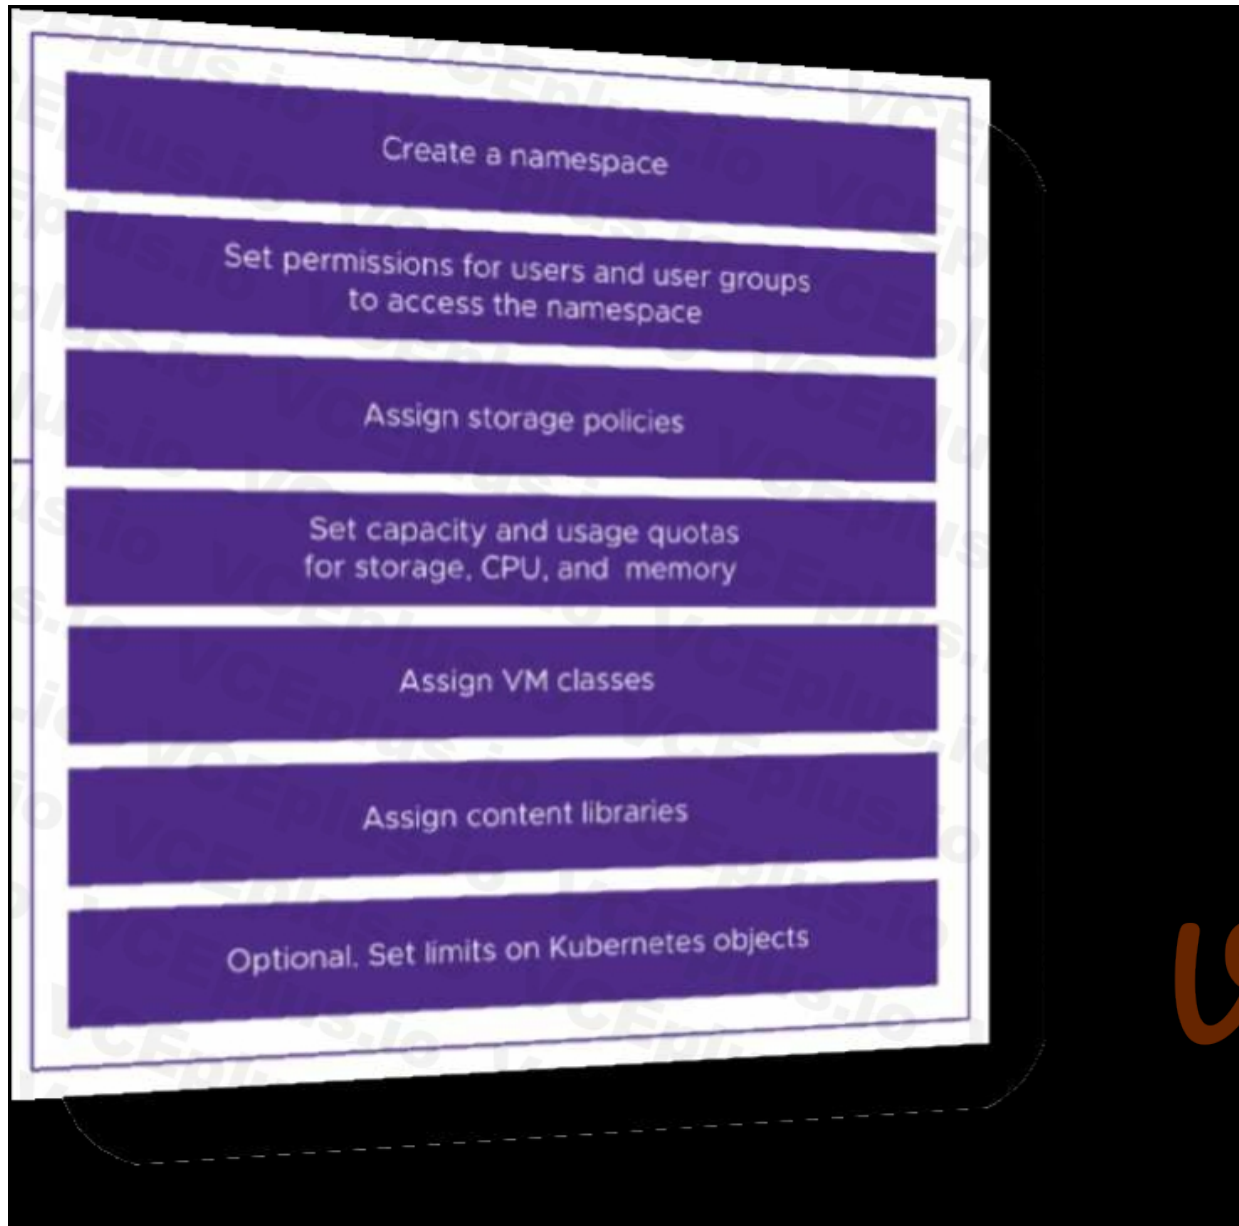 Create a namespace
Set permissions for users and user groups
to access the namespace
Assign storage policies
Set capacity and usage quotas
for storage, CPU, and memory
Assign VM classes
Assign content libraries
Optional. Set limits on Kubernetes objects
VCEplus.io